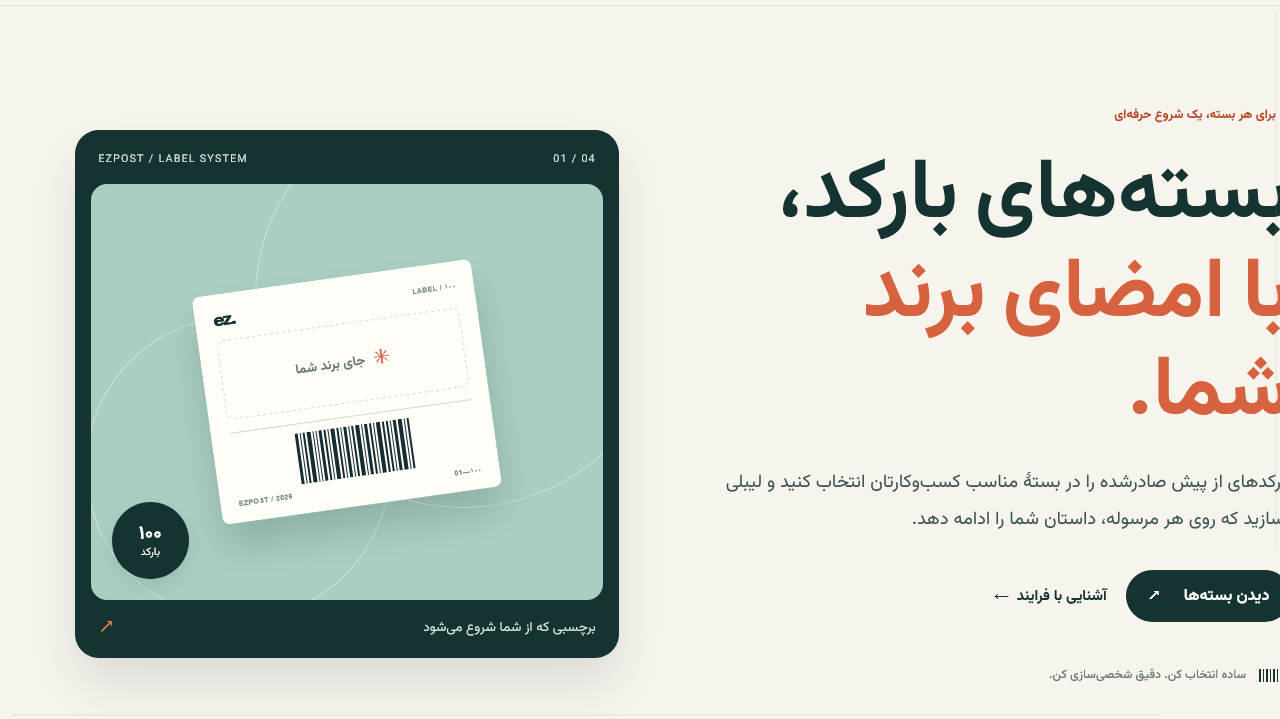 برای هر بسته، یک شروع حرفه‌ای
بسته‌های بارکد،
با امضای برند
شما.
رکدهای از پیش صادرشده را در بستهٔ مناسب کسب‌وکارتان انتخاب کنید و لیبلی
سازید که روی هر مرسوله، داستان شما را ادامه دهد.
دیدن بسته‌ها ↗
آشنایی با فرایند ←
ساده انتخاب کن. دقیق شخصی‌سازی کن.
EZPOST / LABEL SYSTEM
01 / 04
ez.
LABEL / ۱۰۰
جای برند شما
EZPOST / 2026
01—۱۰۰
۱۰۰
بارکد
برچسبی که از شما شروع می‌شود ↗